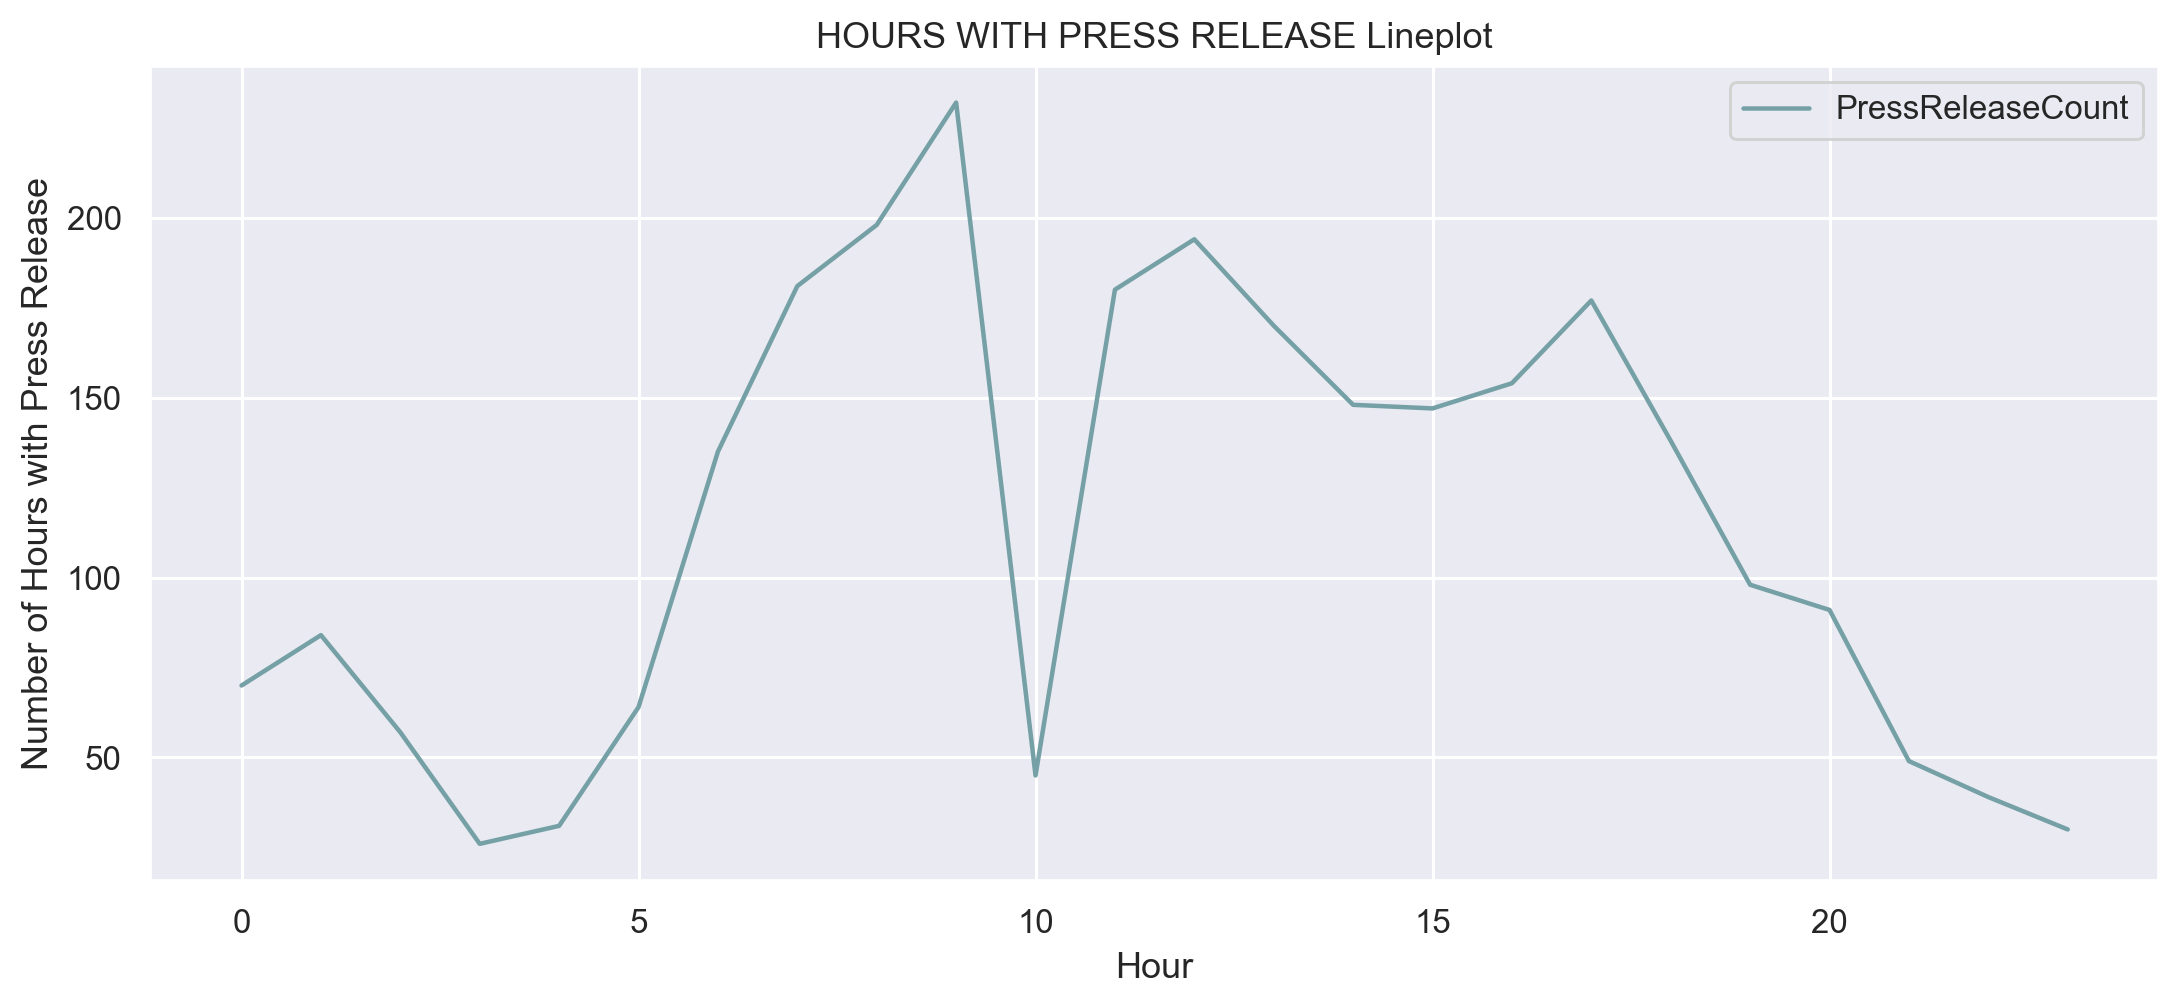 HOURS WITH PRESS RELEASE Lineplot
PressReleaseCount
Number of Hours with Press Release
200
150
100
50
0 5 10 15 20
Hour